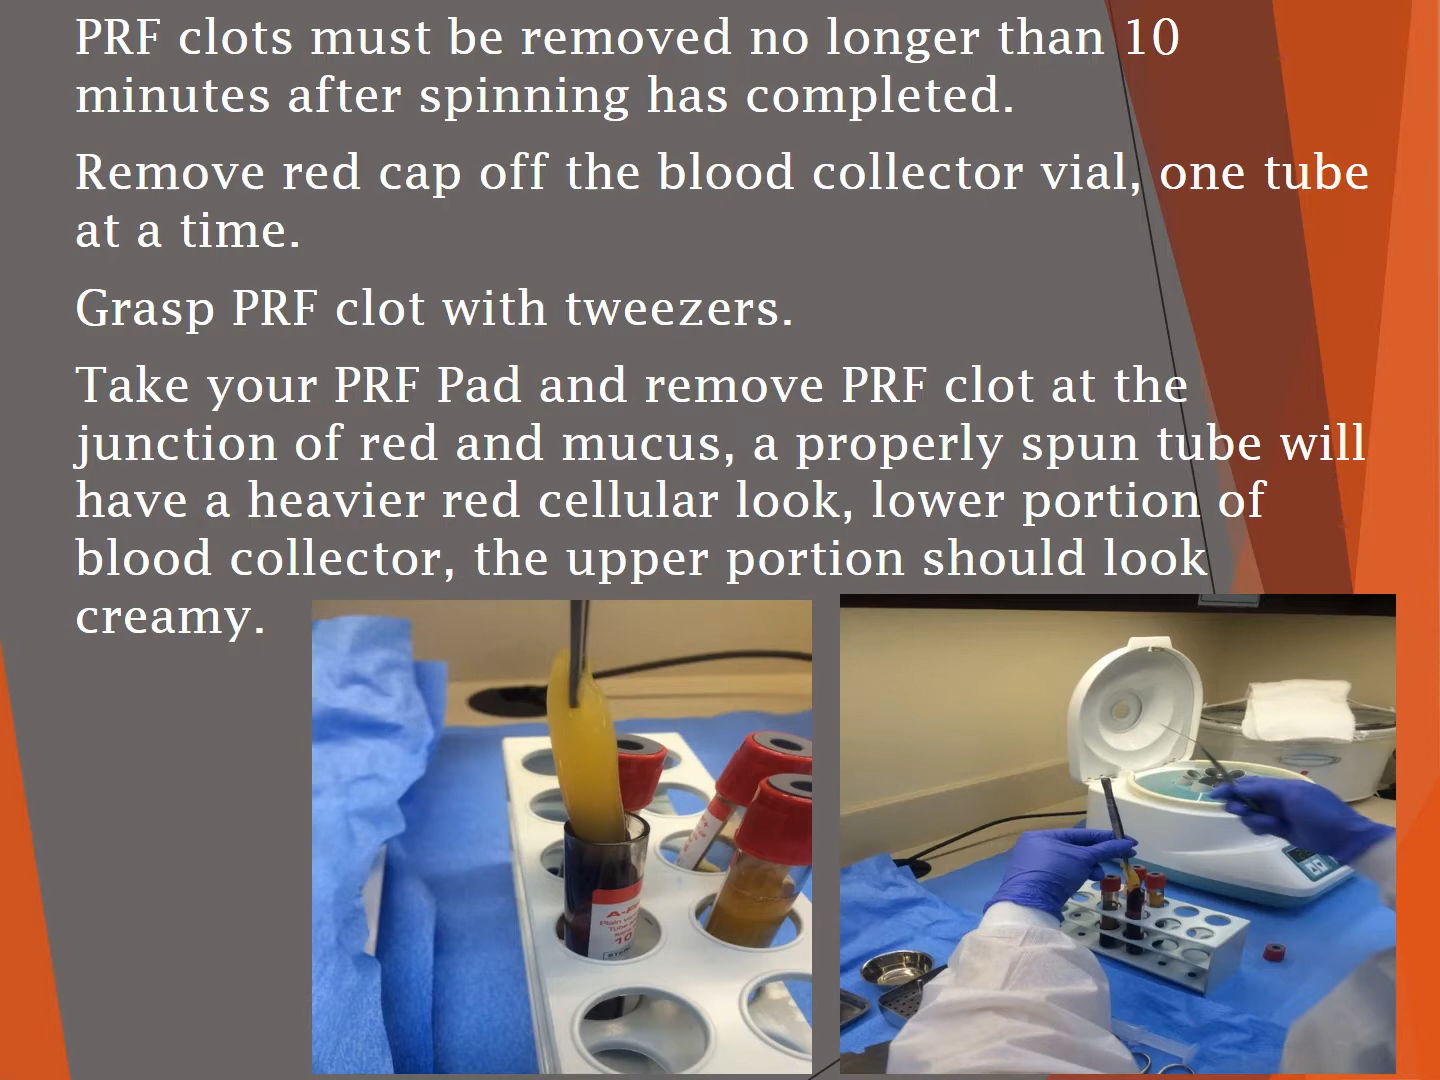 PRF clots must be removed no longer than 10
minutes after spinning has completed.
Remove red cap off the blood collector vial, one tube
at a time.
Grasp PRF clot with tweezers.
Take your PRF Pad and remove PRF clot at the
junction of red and mucus, a properly spun tube will
have a heavier red cellular look, lower portion of
blood collector, the upper portion should look
creamy.
10